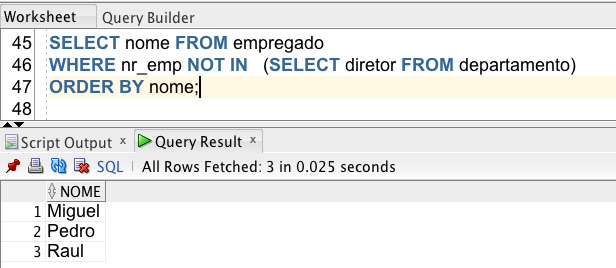 Worksheet Query Builder
45 SELECT nome FROM empregado
46 WHERE nr_emp NOT IN (SELECT diretor FROM departamento)
47 ORDER BY nome;
48
Script Output x Query Result x
SQL | All Rows Fetched: 3 in 0.025 seconds
NOME
1 Miguel
2 Pedro
3 Raul